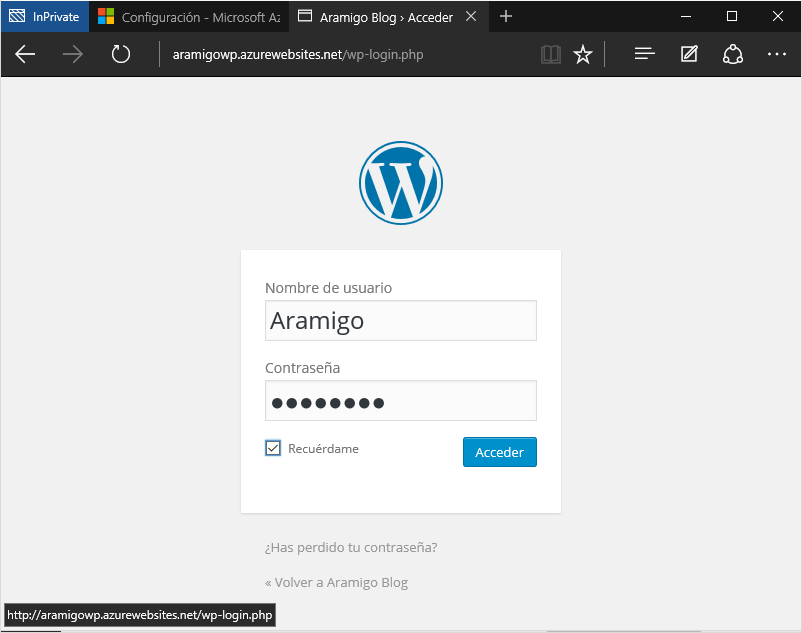 InPrivate
Configuración - Microsoft Az
Aramigo Blog › Acceder
aramigowp.azurewebsites.net/wp-login.php
Nombre de usuario
Aramigo
Contraseña
●●●●●●●●
Recuérdame
Acceder
¿Has perdido tu contraseña?
« Volver a Aramigo Blog
http://aramigowp.azurewebsites.net/wp-login.php